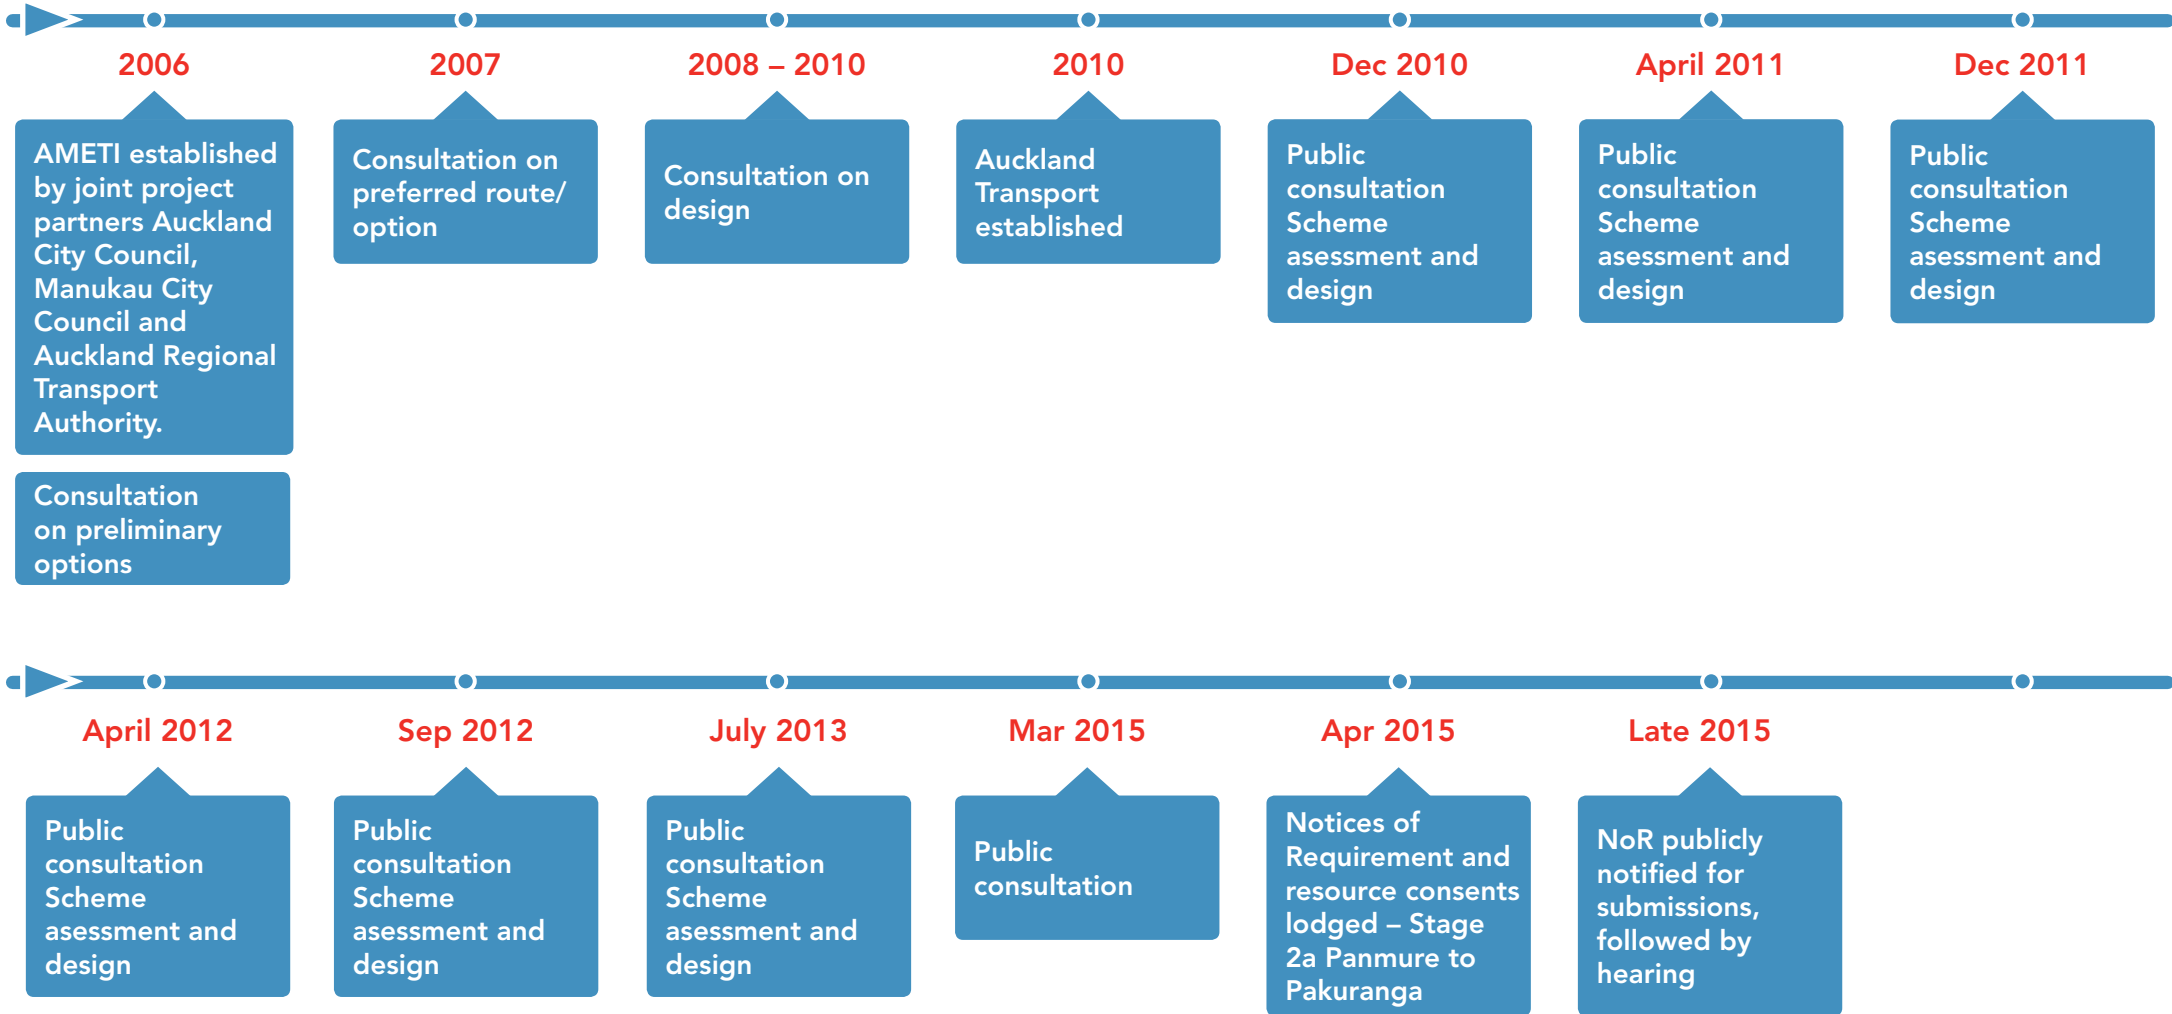 2006
AMETI established
by joint project
partners Auckland
City Council,
Manukau City
Council and
Auckland Regional
Transport
Authority.
Consultation
on preliminary
options
2007
Consultation on
preferred route/
option
2008 – 2010
Consultation on
design
2010
Auckland
Transport
established
Dec 2010
Public
consultation
Scheme
asessment and
design
April 2011
Public
consultation
Scheme
asessment and
design
Dec 2011
Public
consultation
Scheme
asessment and
design
April 2012
Public
consultation
Scheme
asessment and
design
Sep 2012
Public
consultation
Scheme
asessment and
design
July 2013
Public
consultation
Scheme
asessment and
design
Mar 2015
Public
consultation
Apr 2015
Notices of
Requirement and
resource consents
lodged – Stage
2a Panmure to
Pakuranga
Late 2015
NoR publicly
notified for
submissions,
followed by
hearing